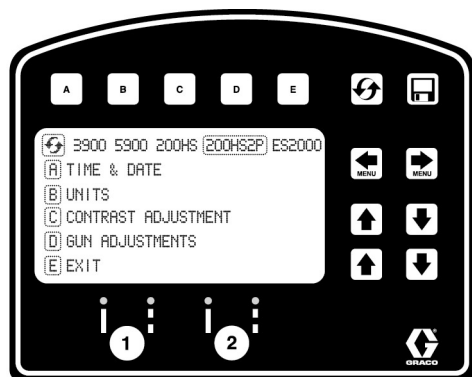 A B C D E
3900 5900 200HS 200HS2P ES2000
A TIME & DATE
MENU MENU
B UNITS
C CONTRAST ADJUSTMENT
D GUN ADJUSTMENTS
E EXIT
1 2
G
GRACO